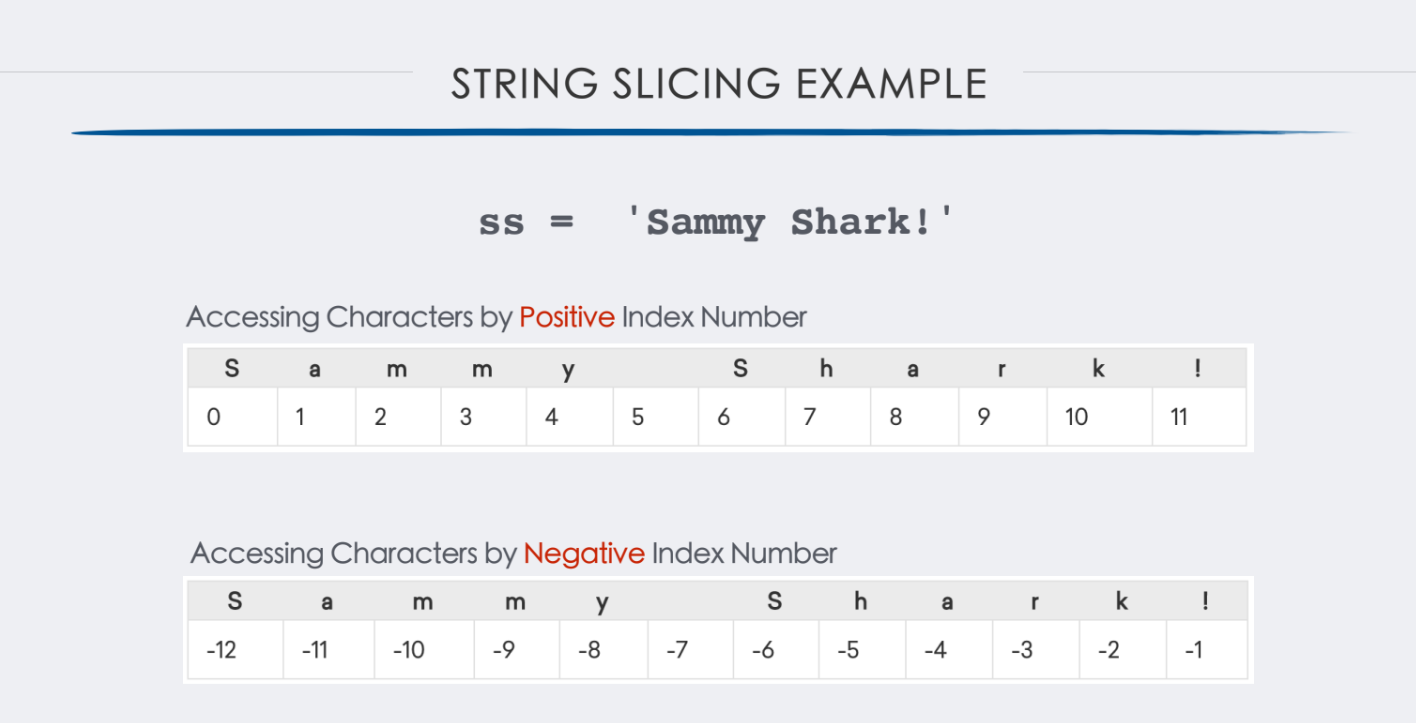 STRING SLICING EXAMPLE
ss = 'Sammy Shark!'
Accessing Characters by Positive Index Number
S a m m y S h a r k !
0 1 2 3 4 5 6 7 8 9 10 11
Accessing Characters by Negative Index Number
S a m m y S h a r k !
-12 -11 -10 -9 -8 -7 -6 -5 -4 -3 -2 -1